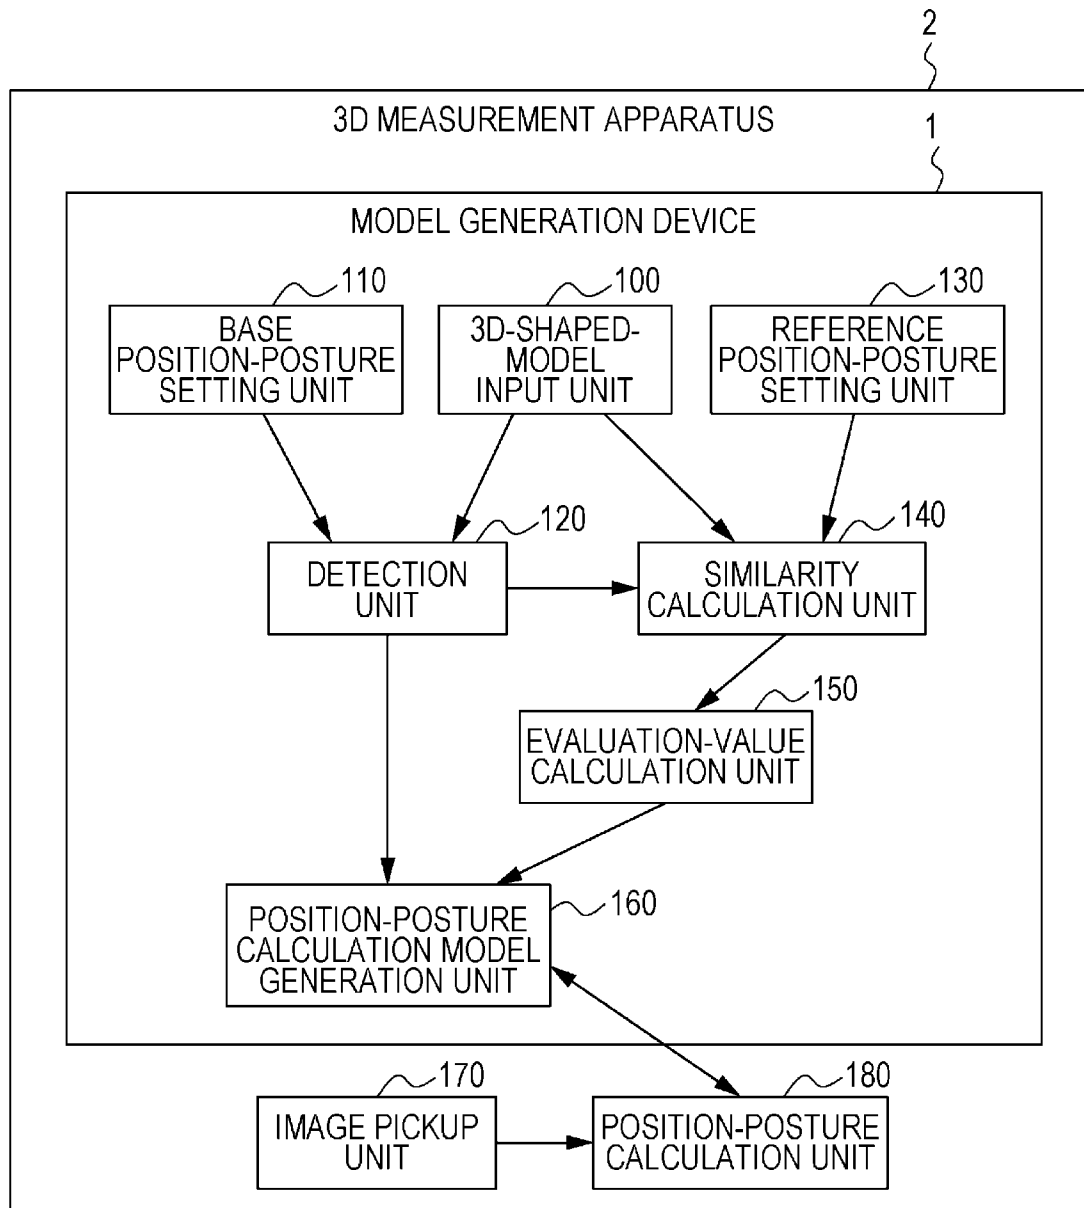 2
3D MEASUREMENT APPARATUS
1
MODEL GENERATION DEVICE
110
100
130
BASE
POSITION-POSTURE
SETTING UNIT
3D-SHAPED-
MODEL
INPUT UNIT
REFERENCE
POSITION-POSTURE
SETTING UNIT
120
140
DETECTION
UNIT
SIMILARITY
CALCULATION UNIT
150
EVALUATION-VALUE
CALCULATION UNIT
160
POSITION-POSTURE
CALCULATION MODEL
GENERATION UNIT
170
180
IMAGE PICKUP
UNIT
POSITION-POSTURE
CALCULATION UNIT